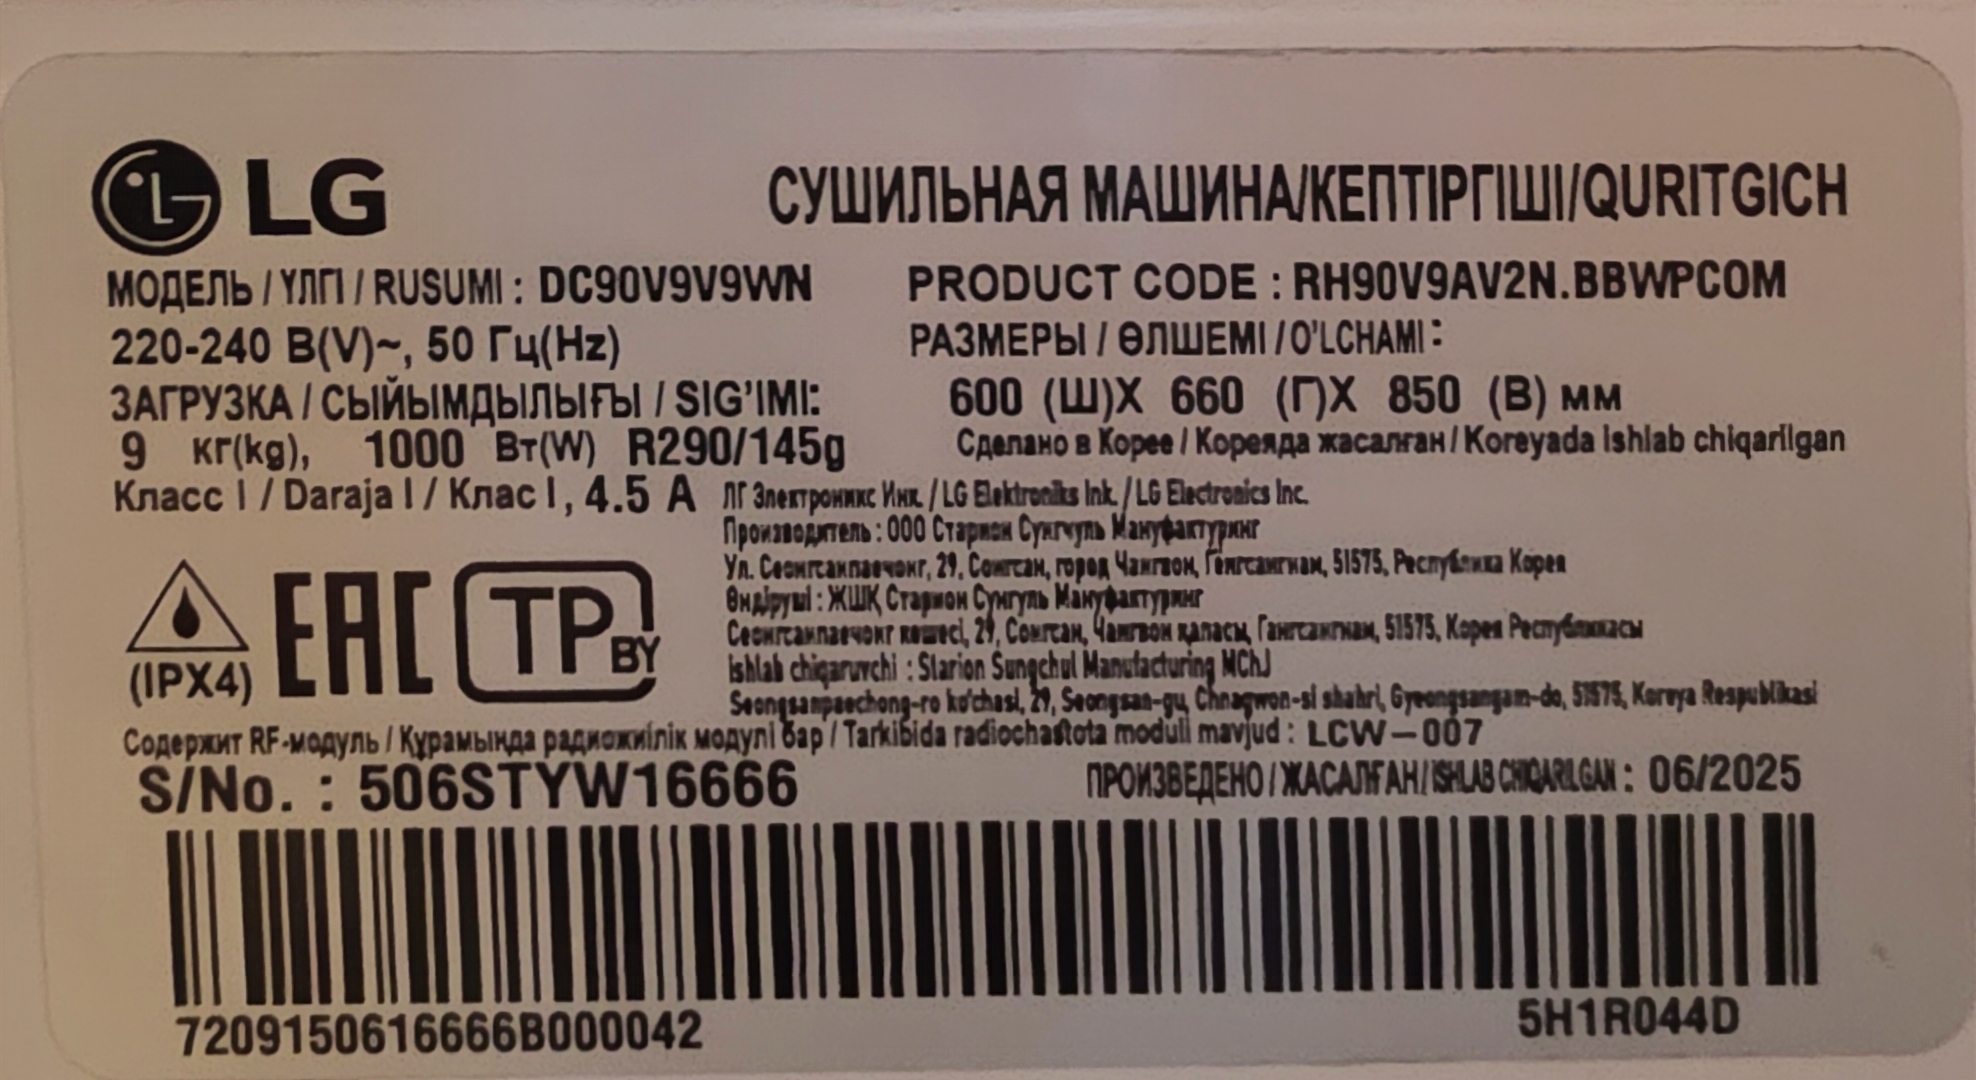 LG
СУШИЛЬНАЯ МАШИНА/КЕПТІРГІШІ/QURITGICH
МОДЕЛЬ / ҮЛГІ / RUSUMI : DC90V9V9WN
PRODUCT CODE : RH90V9AV2N.BBWPCOM
220-240 В(V)~, 50 Гц(Hz)
РАЗМЕРЫ / ӨЛШЕМІ / O'LCHAMI :
ЗАГРУЗКА / СЫЙЫМДЫЛЫҒЫ / SIG'IMI:
600 (Ш)X 660 (Г)X 850 (В) мм
9 кг(kg), 1000 Вт(W) R290/145g
Сделано в Корее / Кореяда жасалған / Koreyada ishlab chiqarilgan
Класс I / Daraja I / Клас I, 4.5 A
ЛГ Электроникс Инк. / LG Elektroniks Ink. / LG Electronics Inc.
Производитель : ООО Старион Сунгчуль Мануфактуринг
Ул. Сеонгсанпаечонг, 29, Сонгсан, город Чангвон, Генгсангнам, 51575, Республика Корея
Өндіруші : ЖШҚ Старион Сунгуль Мануфактуринг
Сеонгсанпаечонг көшесі, 29, Сонгсан, Чангвон қаласы, Гангсангнам, 51575, Корея Республикасы
Ishlab chiqaruvchi : Starion Sungchul Manufacturing MChJ
Seongsanpaechong-ro ko'chasi, 29, Seongsan-gu, Chnagwon-si shahri, Gyeongsangam-do, 51575, Koreya Respublikasi
(IPX4)
EAC
TP BY
Содержит RF-модуль / Құрамында радиожиілік модулі бар / Tarkibida radiochastota moduli mavjud : LCW-007
S/No. : 506STYW16666
ПРОИЗВЕДЕНО / ЖАСАЛҒАН / ISHLAB CHIQARILGAN : 06/2025
7209150616666B000042
5H1R044D